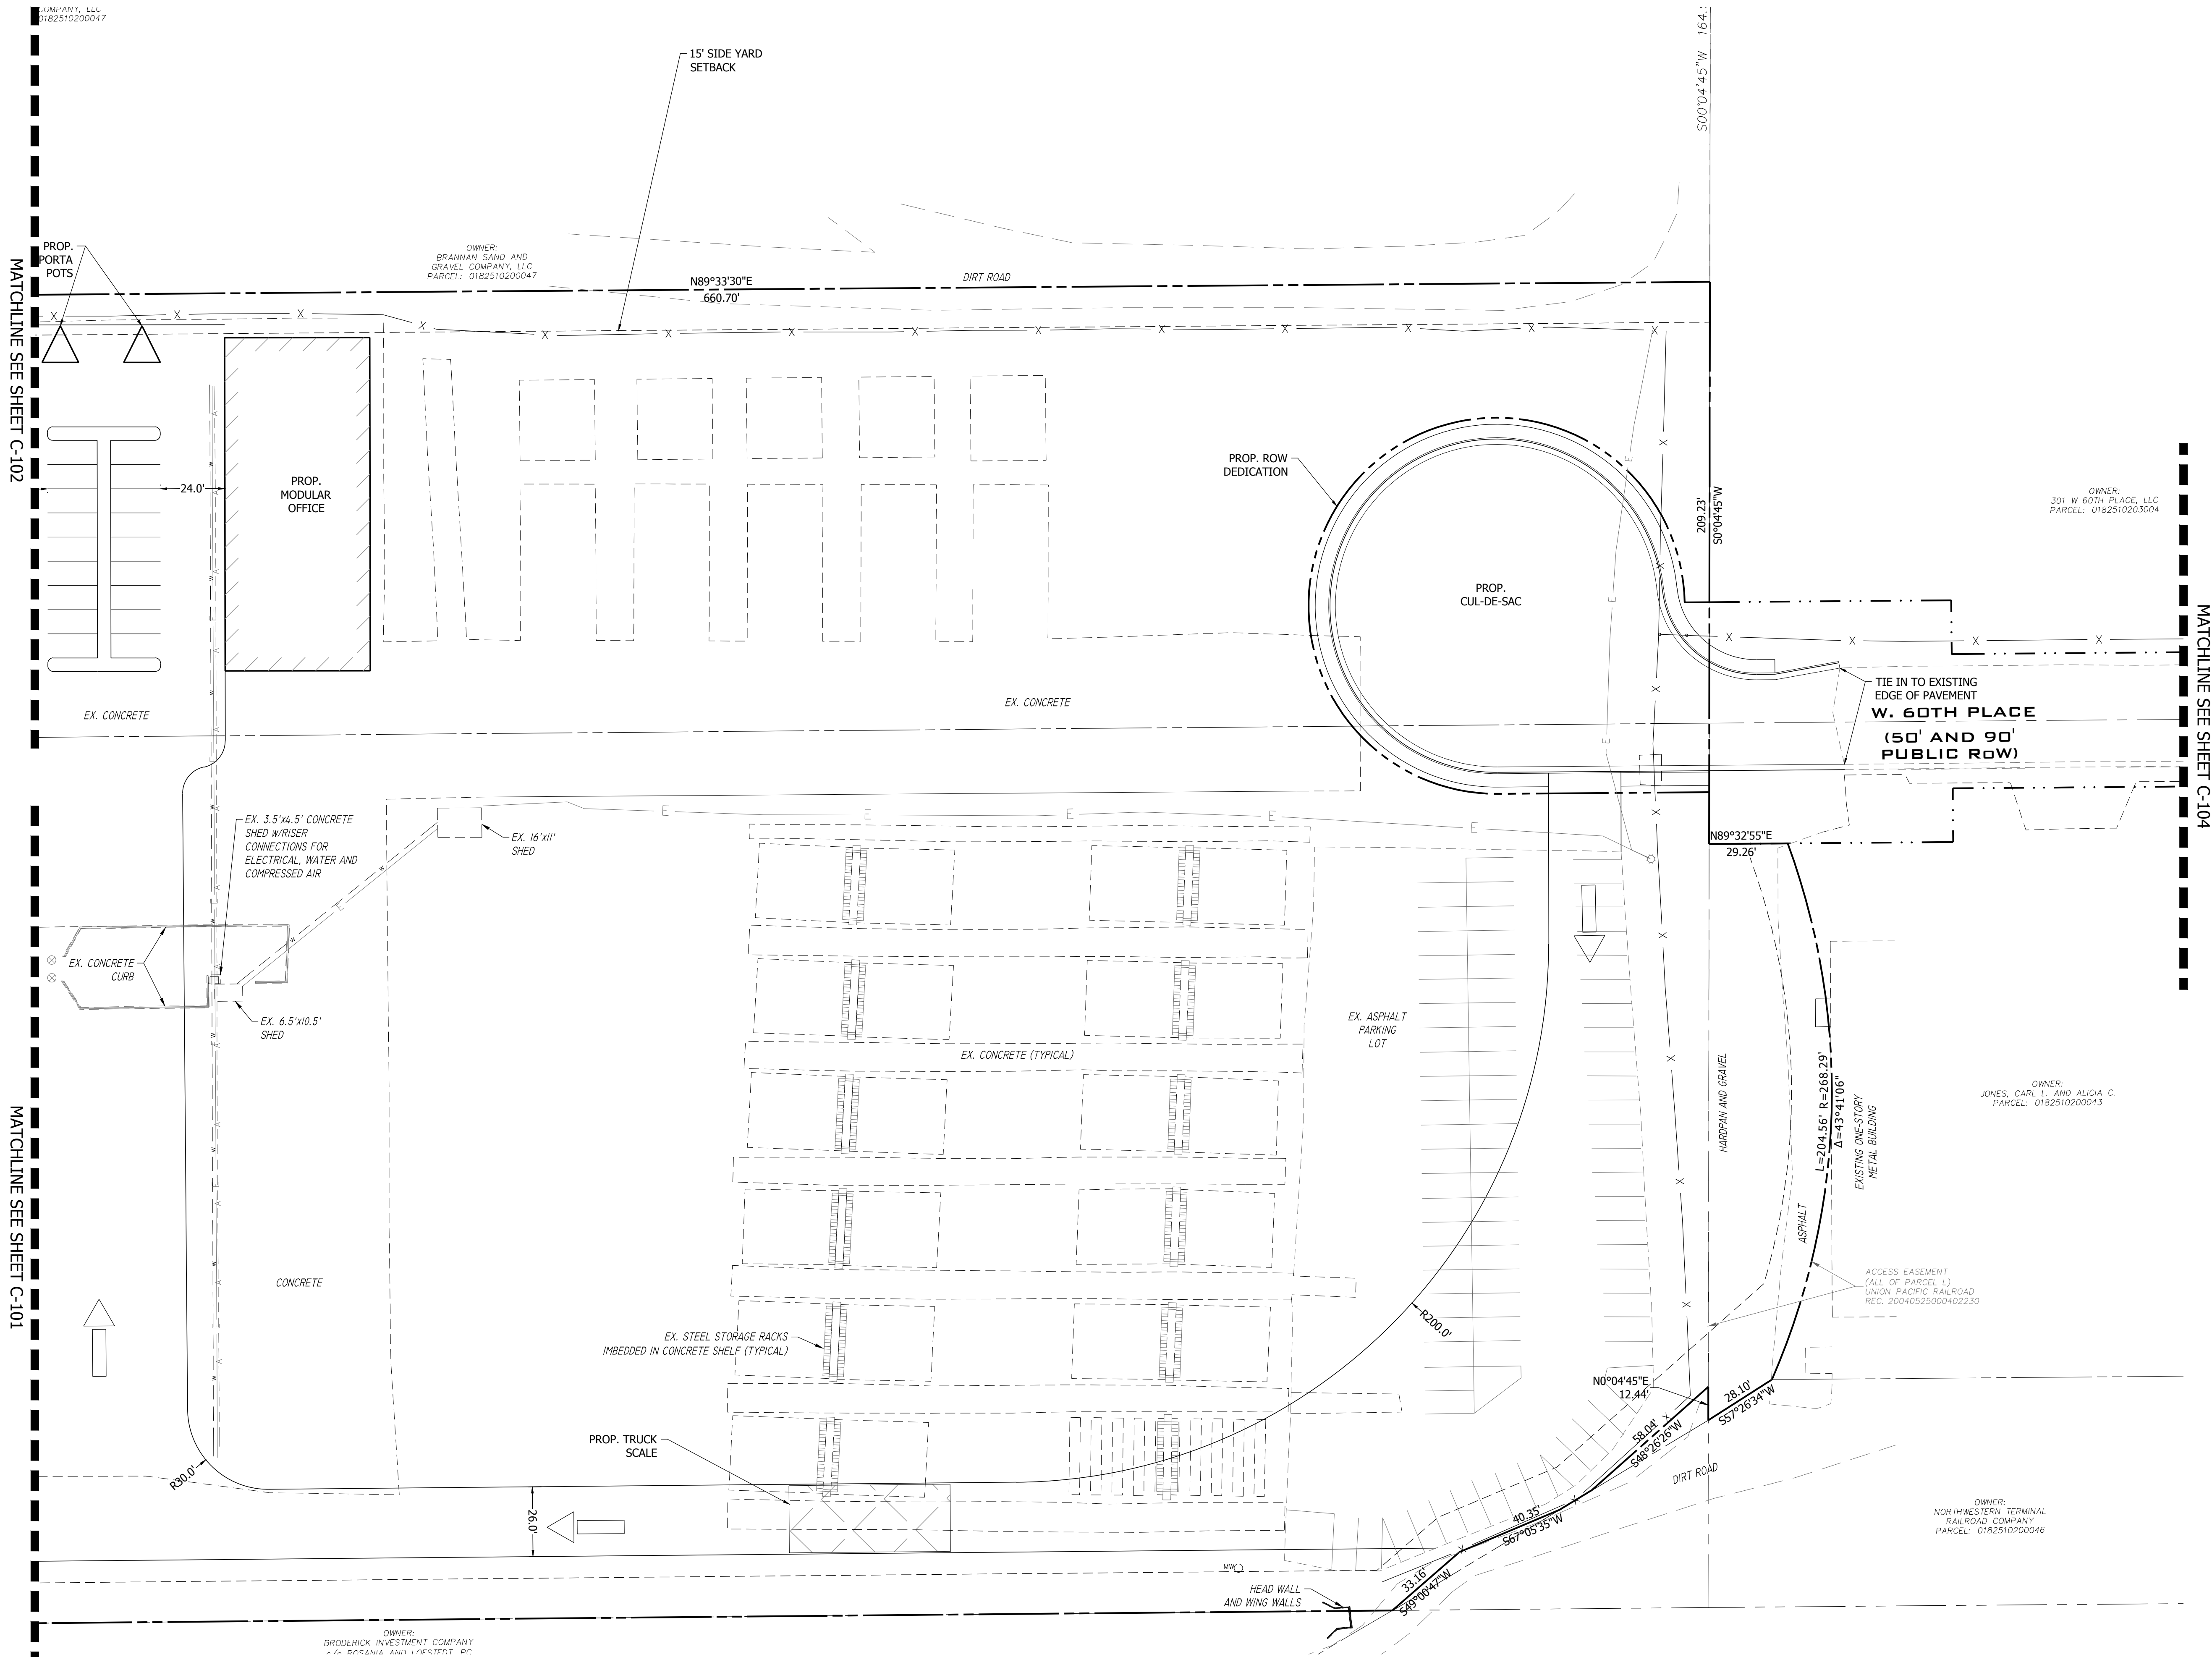 COMPANY, LLC
0182510200047
15' SIDE YARD
SETBACK
S00°04'45"W 164.
PROP.
PORTA
POTS
OWNER:
BRANNAN SAND AND
GRAVEL COMPANY, LLC
PARCEL: 0182510200047
N89°33'30"E
660.70'
DIRT ROAD
MATCHLINE SEE SHEET C-102
24.0'
PROP.
MODULAR
OFFICE
PROP. ROW
DEDICATION
209.23'
S0°04'45"W
OWNER:
301 W 60TH PLACE, LLC
PARCEL: 0182510203004
PROP.
CUL-DE-SAC
TIE IN TO EXISTING
EDGE OF PAVEMENT
W. 60TH PLACE
(50' AND 90'
PUBLIC ROW)
MATCHLINE SEE SHEET C-104
EX. CONCRETE
EX. CONCRETE
EX. 3.5'x4.5' CONCRETE
SHED w/RISER
CONNECTIONS FOR
ELECTRICAL, WATER AND
COMPRESSED AIR
EX. 16'x11'
SHED
N89°32'55"E
29.26'
EX. CONCRETE
CURB
EX. 6.5'x10.5'
SHED
EX. ASPHALT
PARKING
LOT
EX. CONCRETE (TYPICAL)
HARDPAN AND GRAVEL
L=204.56' R=268.29'
Δ=43°41'06"
EXISTING ONE-STORY
METAL BUILDING
OWNER:
JONES, CARL L. AND ALICIA C.
PARCEL: 0182510200043
MATCHLINE SEE SHEET C-101
ASPHALT
CONCRETE
ACCESS EASEMENT
(ALL OF PARCEL L)
UNION PACIFIC RAILROAD
REC. 20040525000402230
EX. STEEL STORAGE RACKS
IMBEDDED IN CONCRETE SHELF (TYPICAL)
R200.0'
N0°04'45"E
12.44'
28.10'
S57°26'34"W
58.04'
S48°26'26"W
PROP. TRUCK
SCALE
R30.0'
26.0'
DIRT ROAD
40.35'
S67°05'35"W
OWNER:
NORTHWESTERN TERMINAL
RAILROAD COMPANY
PARCEL: 0182510200046
MW
33.16'
S49°00'47"W
HEAD WALL
AND WING WALLS
OWNER:
BRODERICK INVESTMENT COMPANY
c/o ROSANIA AND LOFSTEDT, PC